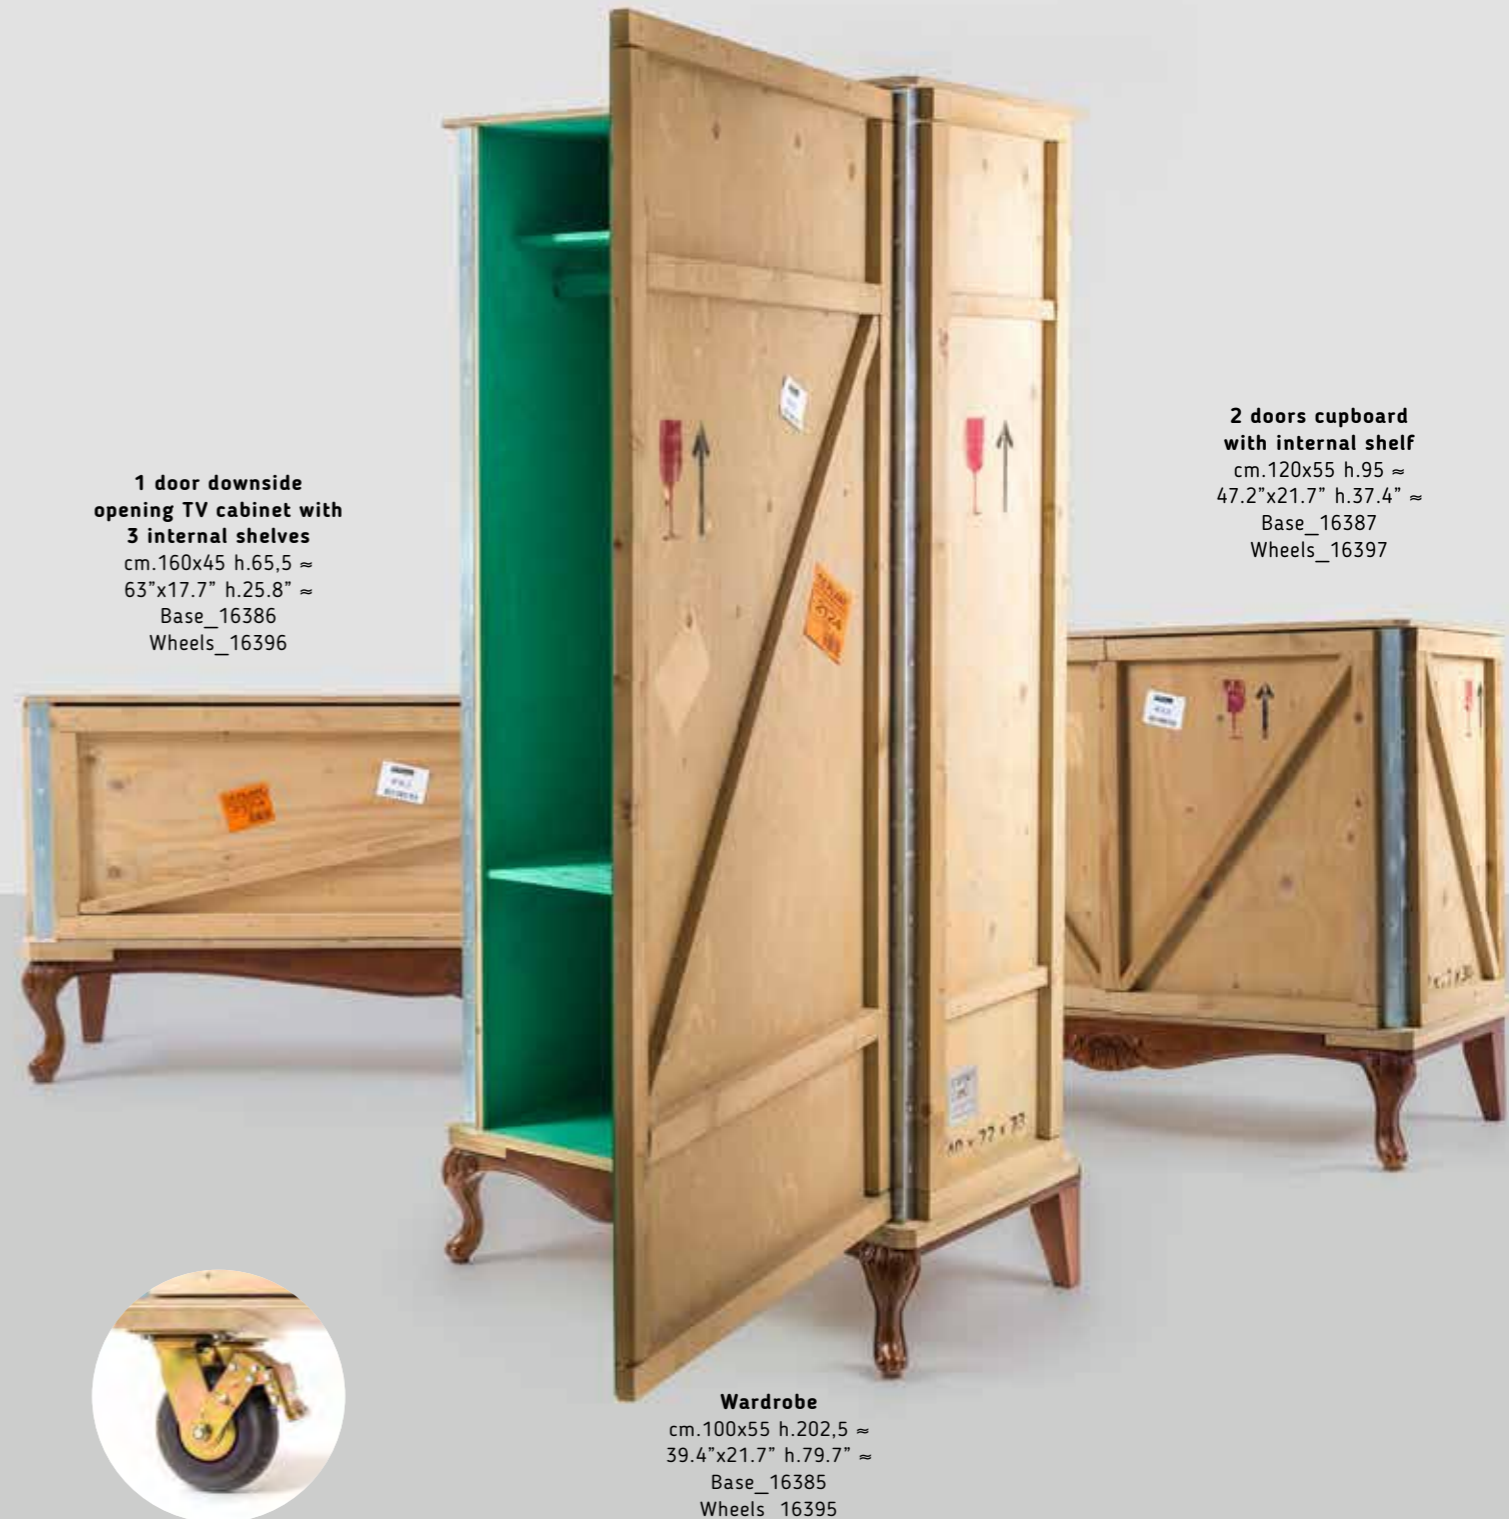 1 door downside
opening TV cabinet with
3 internal shelves
cm.160x45 h.65,5 ≈
63”x17.7” h.25.8” ≈
Base_16386
Wheels_16396
2 doors cupboard
with internal shelf
cm.120x55 h.95 ≈
47.2”x21.7” h.37.4” ≈
Base_16387
Wheels_16397
2724
Wardrobe
cm.100x55 h.202,5 ≈
39.4”x21.7” h.79.7” ≈
Base_16385
Wheels_16395